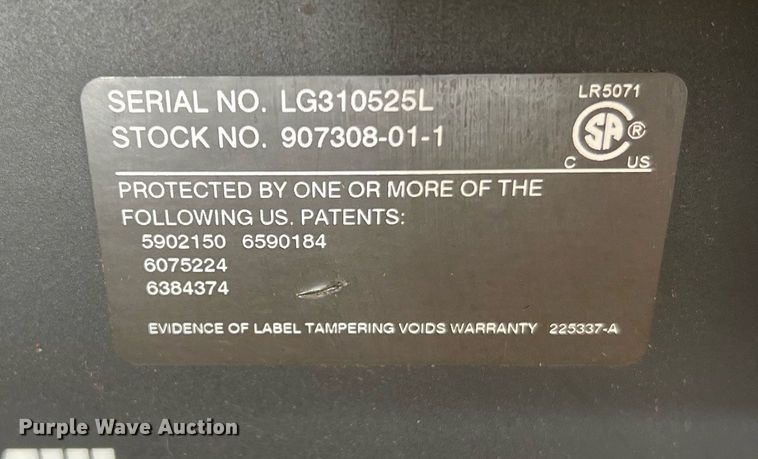 SERIAL NO. LG310525L
STOCK NO. 907308-01-1
LR5071
SA ®
C US
PROTECTED BY ONE OR MORE OF THE
FOLLOWING US. PATENTS:
5902150 6590184
6075224
6384374
EVIDENCE OF LABEL TAMPERING VOIDS WARRANTY 225337-A
Purple Wave Auction